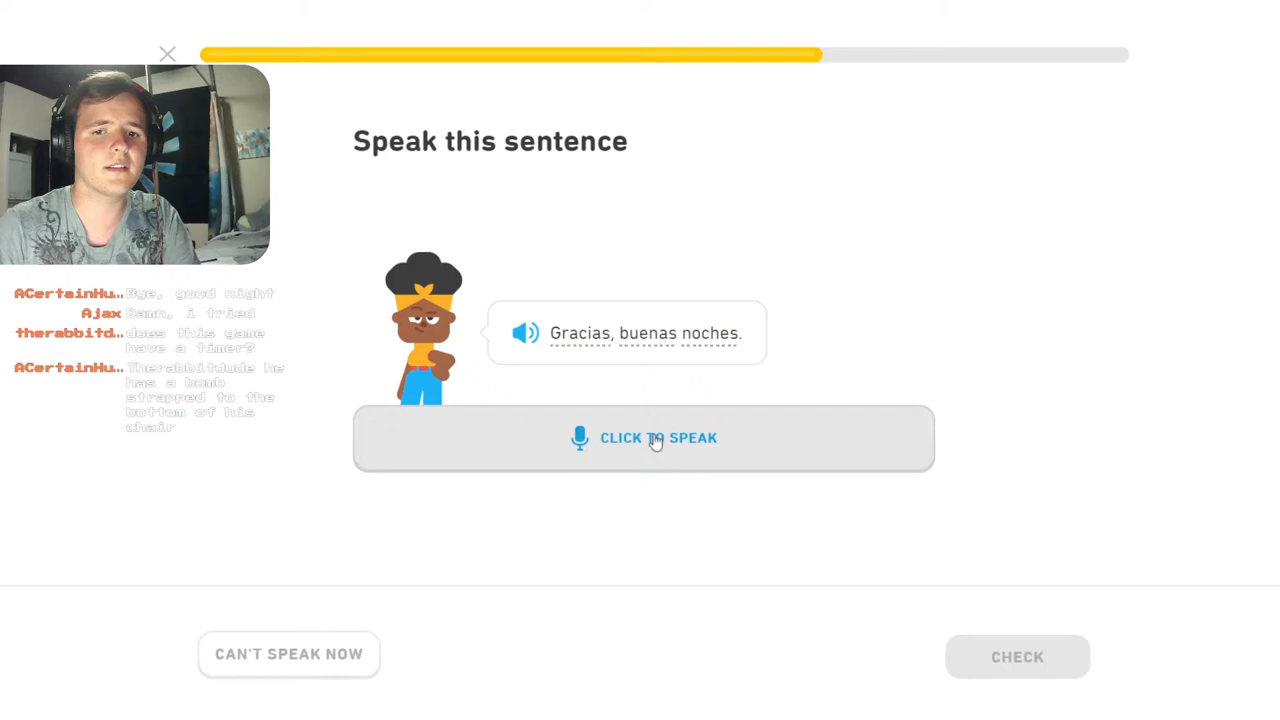 Speak this sentence
Gracias, buenas noches.
CLICK TO SPEAK
ACertainHu... Bye, good night
Ajax Damn, i tried
therabbitd... does this game
have a timer?
ACertainHu... Therabbitdude he
has a bomb
strapped to the
bottom of his
chair
CAN'T SPEAK NOW
CHECK